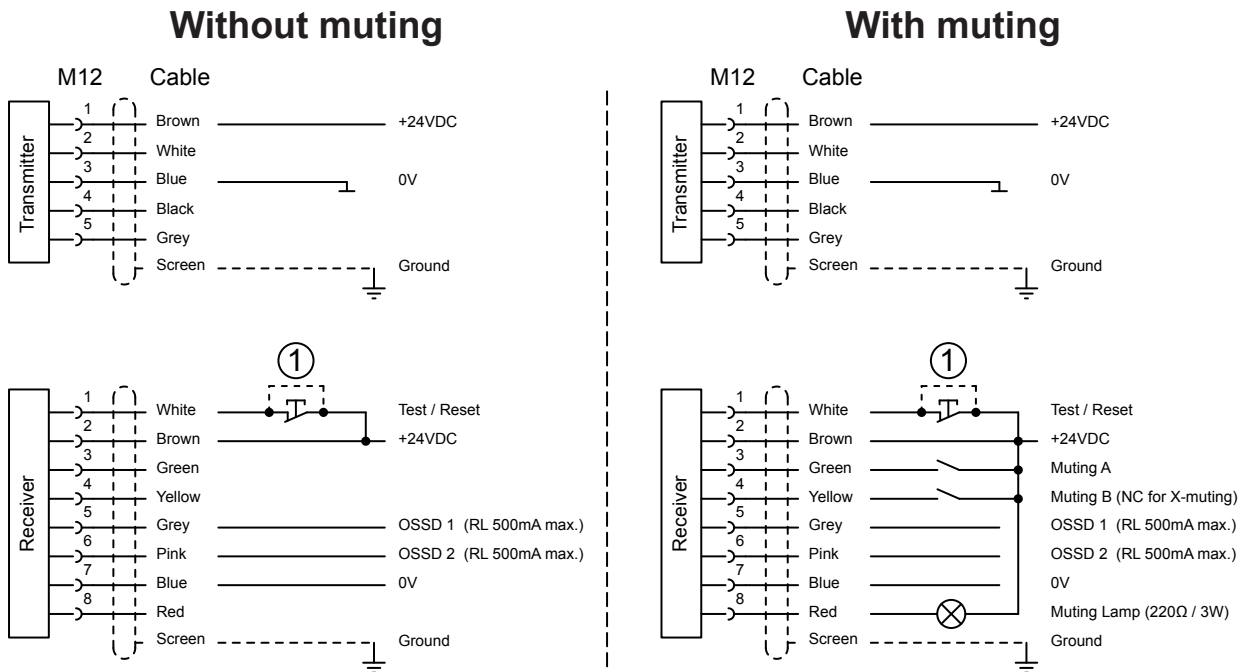 Without muting
M12 Cable
Transmitter
1 Brown +24VDC
2 White
3 Blue 0V
4 Black
5 Grey
Screen Ground
1
Receiver
1 White Test / Reset
2 Brown +24VDC
3 Green
4 Yellow
5 Grey OSSD 1 (RL 500mA max.)
6 Pink OSSD 2 (RL 500mA max.)
7 Blue 0V
8 Red
Screen Ground
With muting
M12 Cable
Transmitter
1 Brown +24VDC
2 White
3 Blue 0V
4 Black
5 Grey
Screen Ground
1
Receiver
1 White Test / Reset
2 Brown +24VDC
3 Green Muting A
4 Yellow Muting B (NC for X-muting)
5 Grey OSSD 1 (RL 500mA max.)
6 Pink OSSD 2 (RL 500mA max.)
7 Blue 0V
8 Red Muting Lamp (220Ω / 3W)
Screen Ground